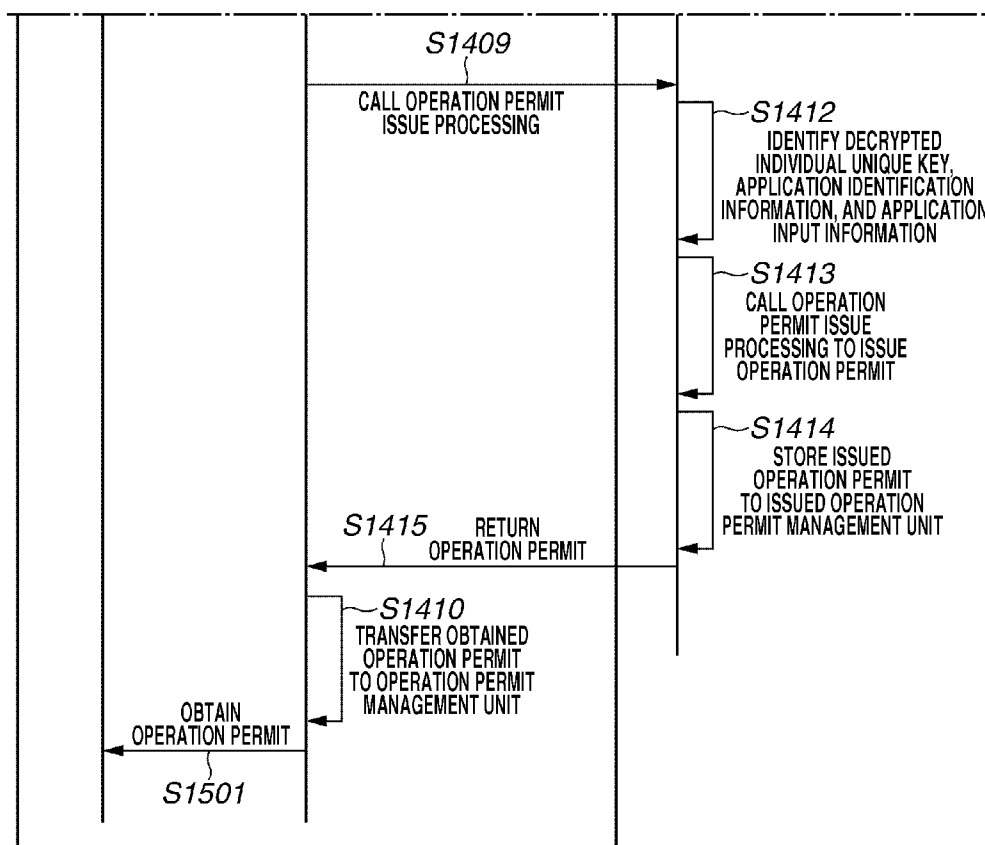 S1409
CALL OPERATION PERMIT
ISSUE PROCESSING
S1412
IDENTIFY DECRYPTED
INDIVIDUAL UNIQUE KEY,
APPLICATION IDENTIFICATION
INFORMATION, AND APPLICATION
INPUT INFORMATION
S1413
CALL OPERATION
PERMIT ISSUE
PROCESSING TO ISSUE
OPERATION PERMIT
S1414
STORE ISSUED
OPERATION PERMIT
TO ISSUED OPERATION
PERMIT MANAGEMENT UNIT
S1415
RETURN
OPERATION PERMIT
S1410
TRANSFER OBTAINED
OPERATION PERMIT
TO OPERATION PERMIT
MANAGEMENT UNIT
OBTAIN
OPERATION PERMIT
S1501